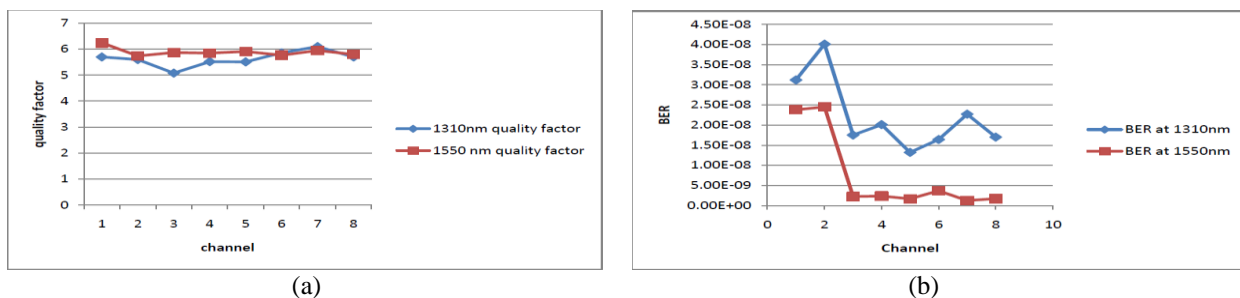 7
6
5
4
3
2
1
0
quality factor
1 2 3 4 5 6 7 8
channel
1310nm quality factor
1550 nm quality factor
(a)
4.50E-08
4.00E-08
3.50E-08
3.00E-08
2.50E-08
2.00E-08
1.50E-08
1.00E-08
5.00E-09
0.00E+00
BER
0 2 4 6 8 10
Channel
BER at 1310nm
BER at 1550nm
(b)